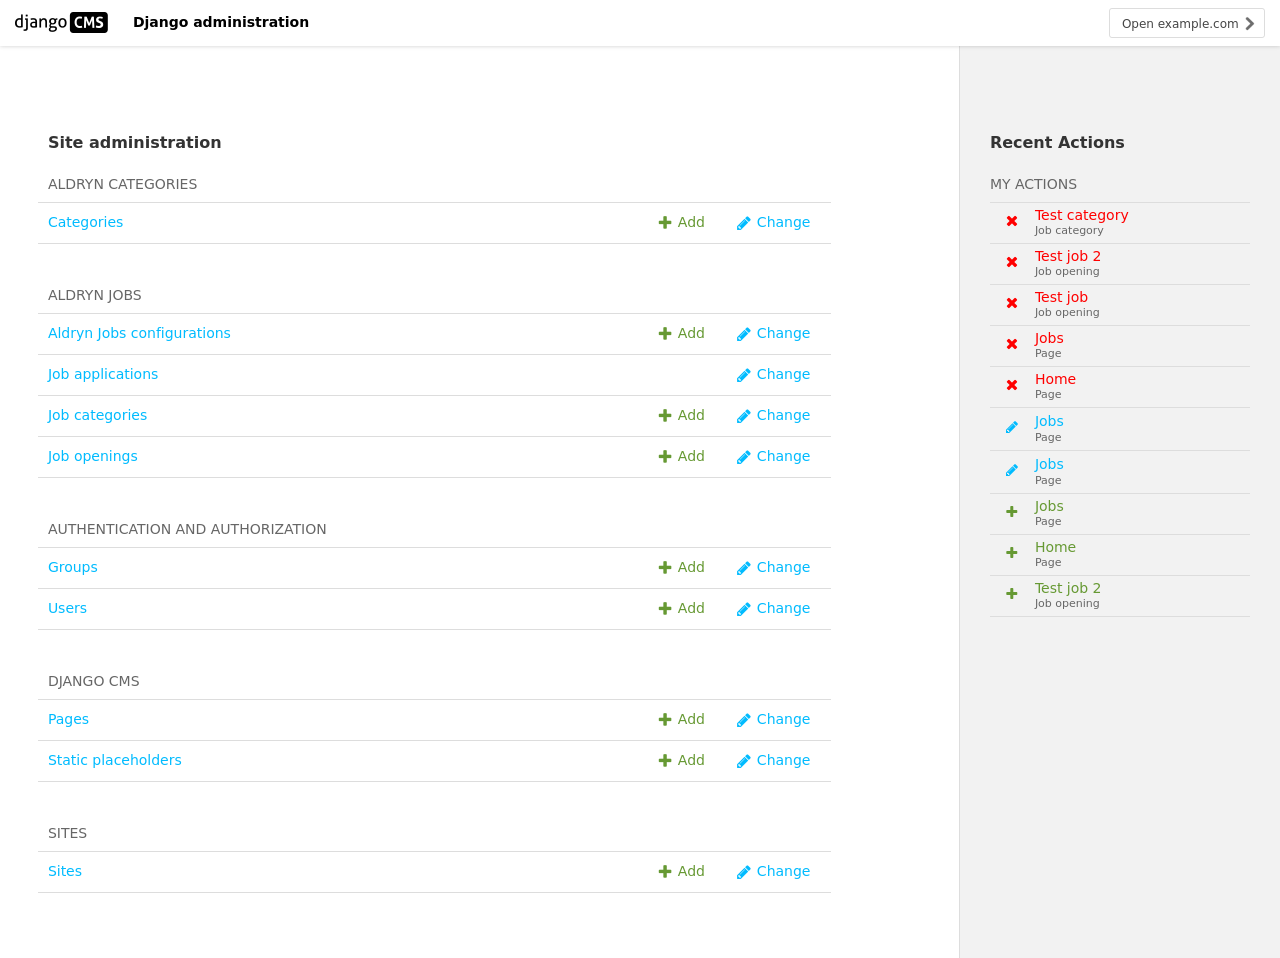 django CMS Django administration Open example.com
Site administration
ALDRYN CATEGORIES
Categories Add Change
ALDRYN JOBS
Aldryn Jobs configurations Add Change
Job applications Change
Job categories Add Change
Job openings Add Change
AUTHENTICATION AND AUTHORIZATION
Groups Add Change
Users Add Change
DJANGO CMS
Pages Add Change
Static placeholders Add Change
SITES
Sites Add Change
Recent Actions
MY ACTIONS
Test category
Job category
Test job 2
Job opening
Test job
Job opening
Jobs
Page
Home
Page
Jobs
Page
Jobs
Page
Jobs
Page
Home
Page
Test job 2
Job opening